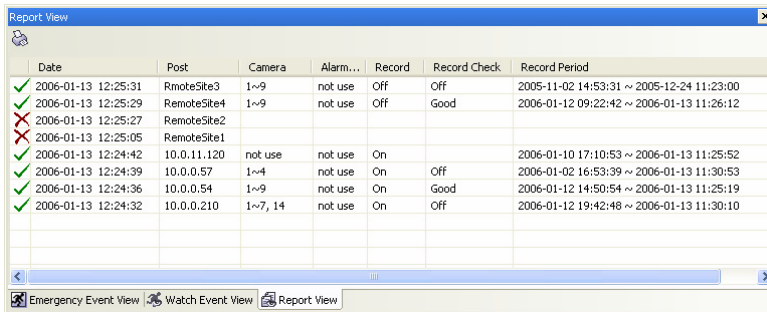 Report View
Date Post Camera Alarm... Record Record Check Record Period
2006-01-13 12:25:31 RmoteSite3 1~9 not use Off Off 2005-11-02 14:53:31 ~ 2005-12-24 11:23:00
2006-01-13 12:25:29 RemoteSite4 1~9 not use Off Good 2006-01-12 09:22:42 ~ 2006-01-13 11:26:12
2006-01-13 12:25:27 RemoteSite2
2006-01-13 12:25:05 RemoteSite1
2006-01-13 12:24:42 10.0.11.120 not use not use On 2006-01-10 17:10:53 ~ 2006-01-13 11:25:52
2006-01-13 12:24:39 10.0.0.57 1~4 not use On Off 2006-01-02 16:53:39 ~ 2006-01-13 11:30:53
2006-01-13 12:24:36 10.0.0.54 1~9 not use On Good 2006-01-12 14:50:54 ~ 2006-01-13 11:25:19
2006-01-13 12:24:32 10.0.0.210 1~7, 14 not use On Off 2006-01-12 19:42:48 ~ 2006-01-13 11:30:10
Emergency Event View Watch Event View Report View